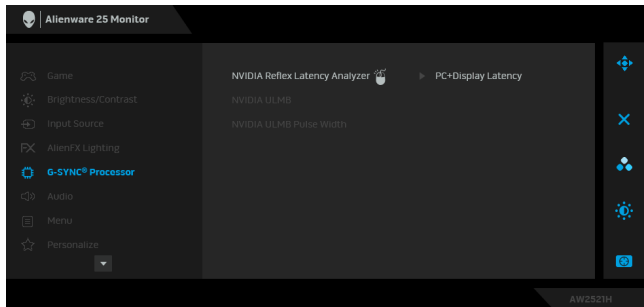 Alienware 25 Monitor
Game
Brightness/Contrast
Input Source
AlienFX Lighting
G-SYNC® Processor
Audio
Menu
Personalize
NVIDIA Reflex Latency Analyzer
PC+Display Latency
NVIDIA ULMB
NVIDIA ULMB Pulse Width
AW2521H